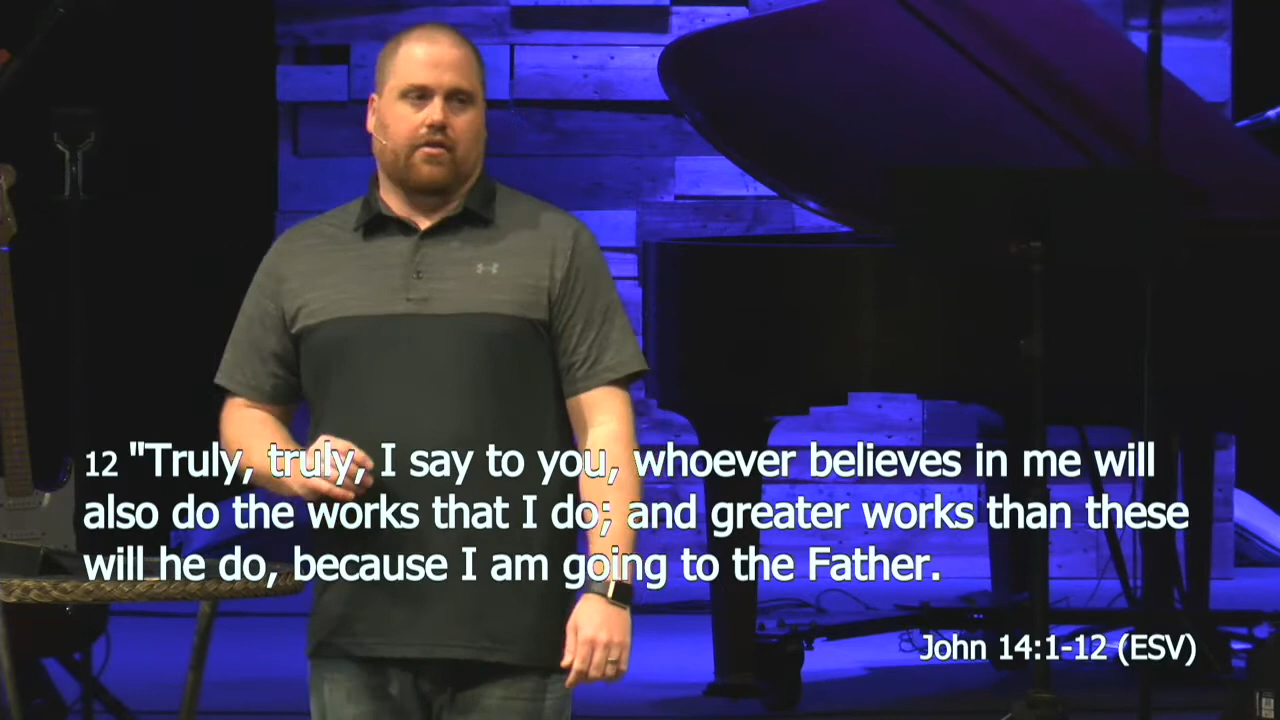 12 "Truly, truly, I say to you, whoever believes in me will
also do the works that I do; and greater works than these
will he do, because I am going to the Father.
John 14:1-12 (ESV)